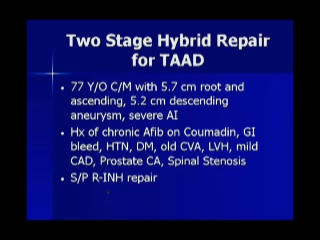 Two Stage Hybrid Repair
for TAAD
• 77 Y/O C/M with 5.7 cm root and
ascending, 5.2 cm descending
aneurysm, severe AI
• Hx of chronic Afib on Coumadin, GI
bleed, HTN, DM, old CVA, LVH, mild
CAD, Prostate CA, Spinal Stenosis
• S/P R-INH repair